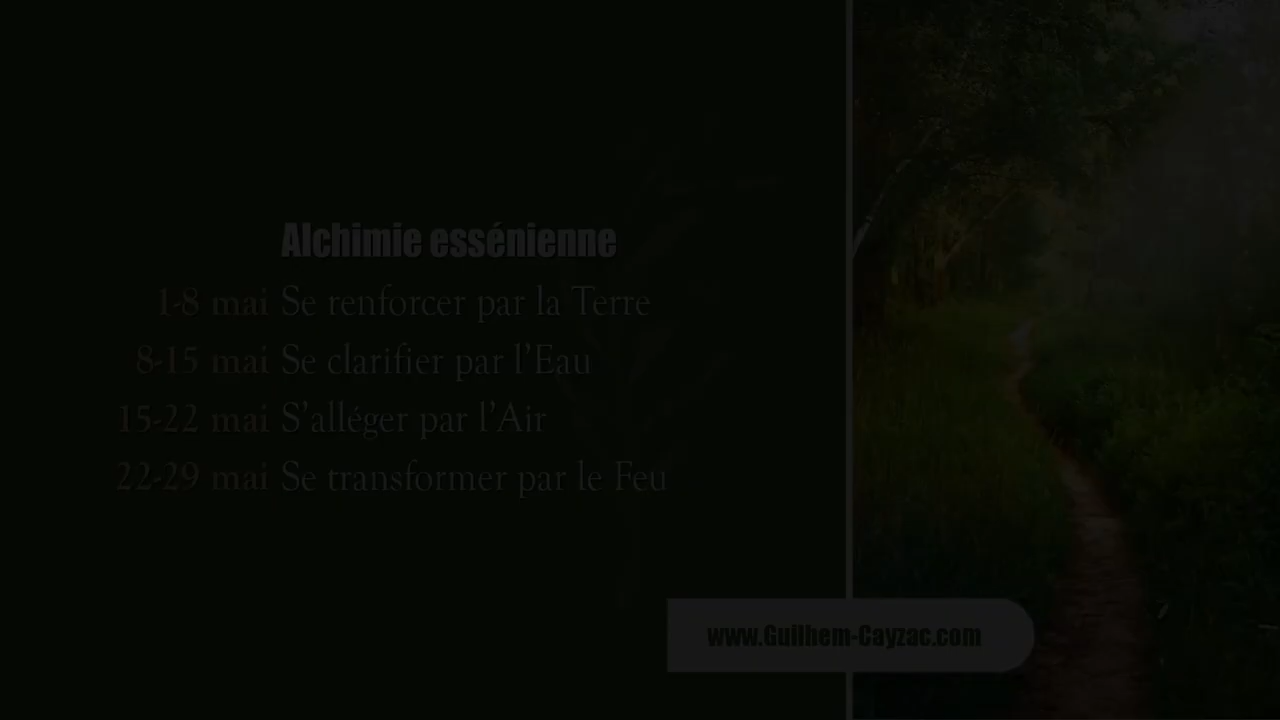 Alchimie essénienne
1-8 mai Se renforcer par la Terre
8-15 mai Se clarifier par l'Eau
15-22 mai S'alléger par l'Air
22-29 mai Se transformer par le Feu
www.Guilhem-Cayzac.com